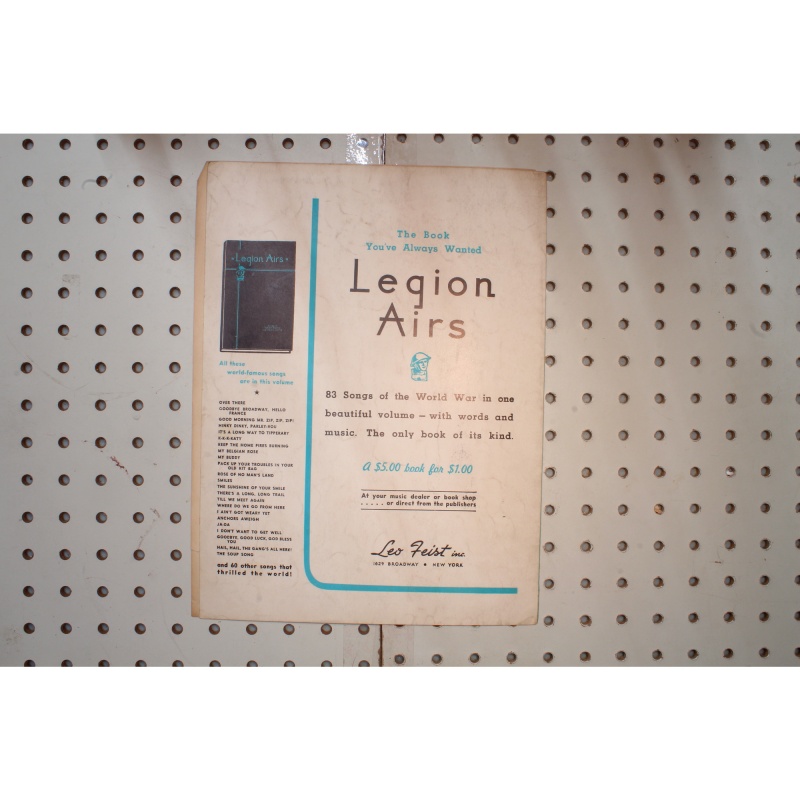 Legion Airs
All these
world-famous songs
are in this volume
★
OVER THERE
GOODBYE BROADWAY, HELLO
FRANCE
GOOD MORNING MR. ZIP, ZIP, ZIP!
HINKY DINKY, PARLEY-VOO
IT'S A LONG WAY TO TIPPERARY
K-K-K-KATY
KEEP THE HOME FIRES BURNING
MY BELGIAN ROSE
MY BUDDY
PACK UP YOUR TROUBLES IN YOUR
OLD KIT BAG
ROSE OF NO MAN'S LAND
SMILES
THE SUNSHINE OF YOUR SMILE
THERE'S A LONG, LONG TRAIL
TILL WE MEET AGAIN
WHERE DO WE GO FROM HERE
I AIN'T GOT WEARY YET
ANCHORS AWEIGH
JA-DA
I DON'T WANT TO GET WELL
GOODBYE, GOOD LUCK, GOD BLESS
YOU
HAIL, HAIL, THE GANG'S ALL HERE!
THE SOUP SONG
and 60 other songs that
thrilled the world!
The Book
You've Always Wanted
Legion
Airs
83 Songs of the World War in one
beautiful volume — with words and
music. The only book of its kind.
A $5.00 book for $1.00
At your music dealer or book shop
. . . . . or direct from the publishers
Leo Feist inc.
1629 BROADWAY ★ NEW YORK